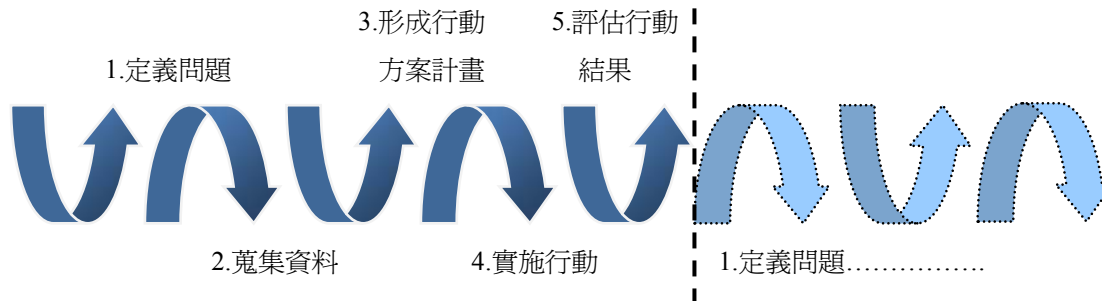 1.定義問題
2.蒐集資料
3.形成行動
方案計畫
4.實施行動
5.評估行動
結果
1.定義問題................